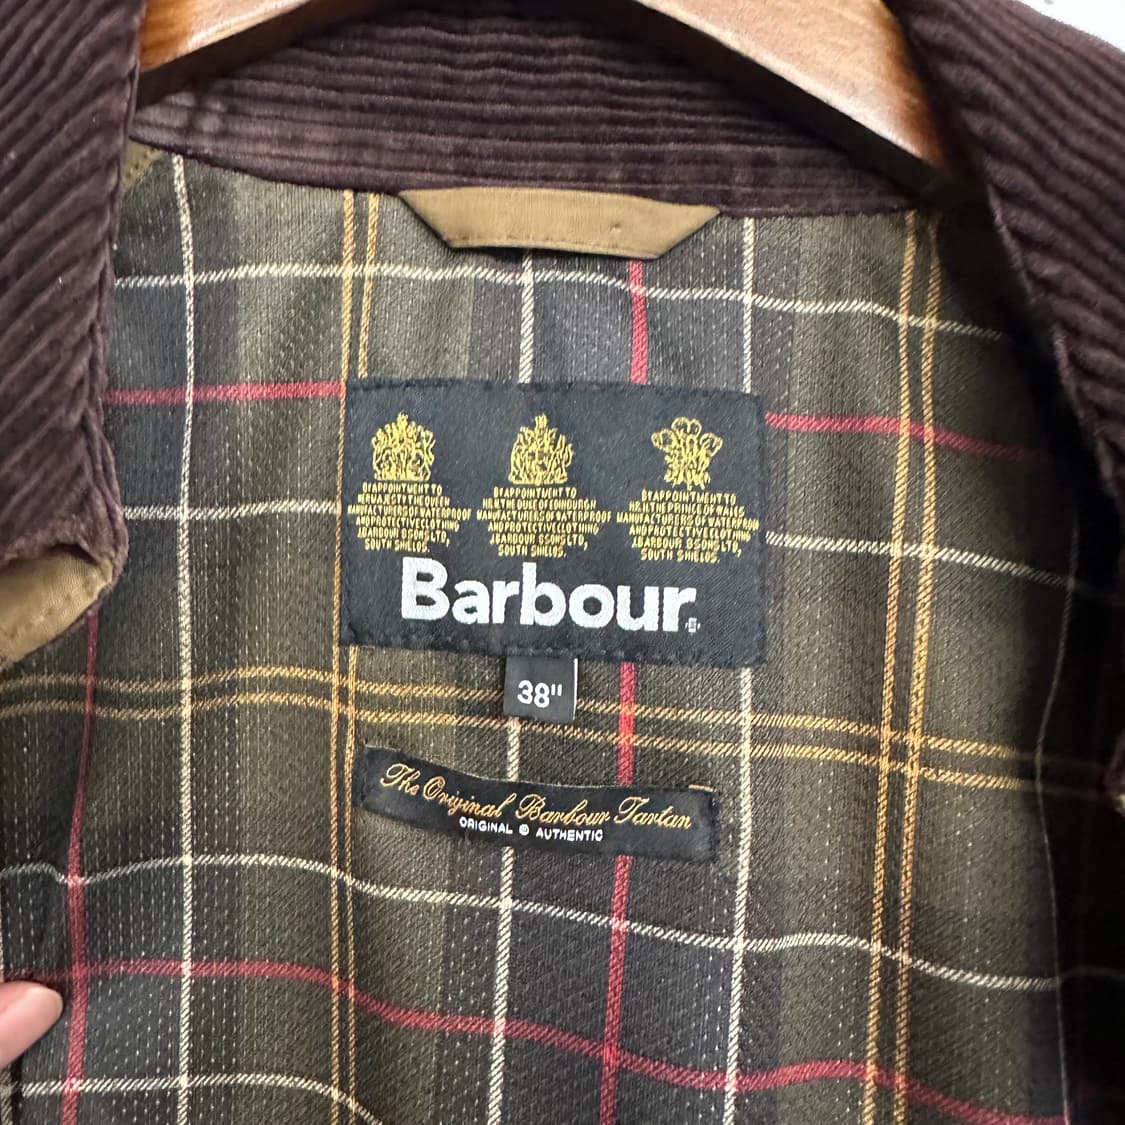 BY APPOINTMENT TO
HER MAJESTY THE QUEEN
MANUFACTURERS OF WATERPROOF
AND PROTECTIVE CLOTHING
J.BARBOUR & SONS LTD,
SOUTH SHIELDS.
BY APPOINTMENT TO
H.R.H. THE DUKE OF EDINBURGH
MANUFACTURERS OF WATERPROOF
AND PROTECTIVE CLOTHING
J.BARBOUR & SONS LTD,
SOUTH SHIELDS.
BY APPOINTMENT TO
H.R.H. THE PRINCE OF WALES
MANUFACTURERS OF WATERPROOF
AND PROTECTIVE CLOTHING
J.BARBOUR & SONS LTD,
SOUTH SHIELDS.
Barbour
38"
The Original Barbour Tartan
ORIGINAL & AUTHENTIC